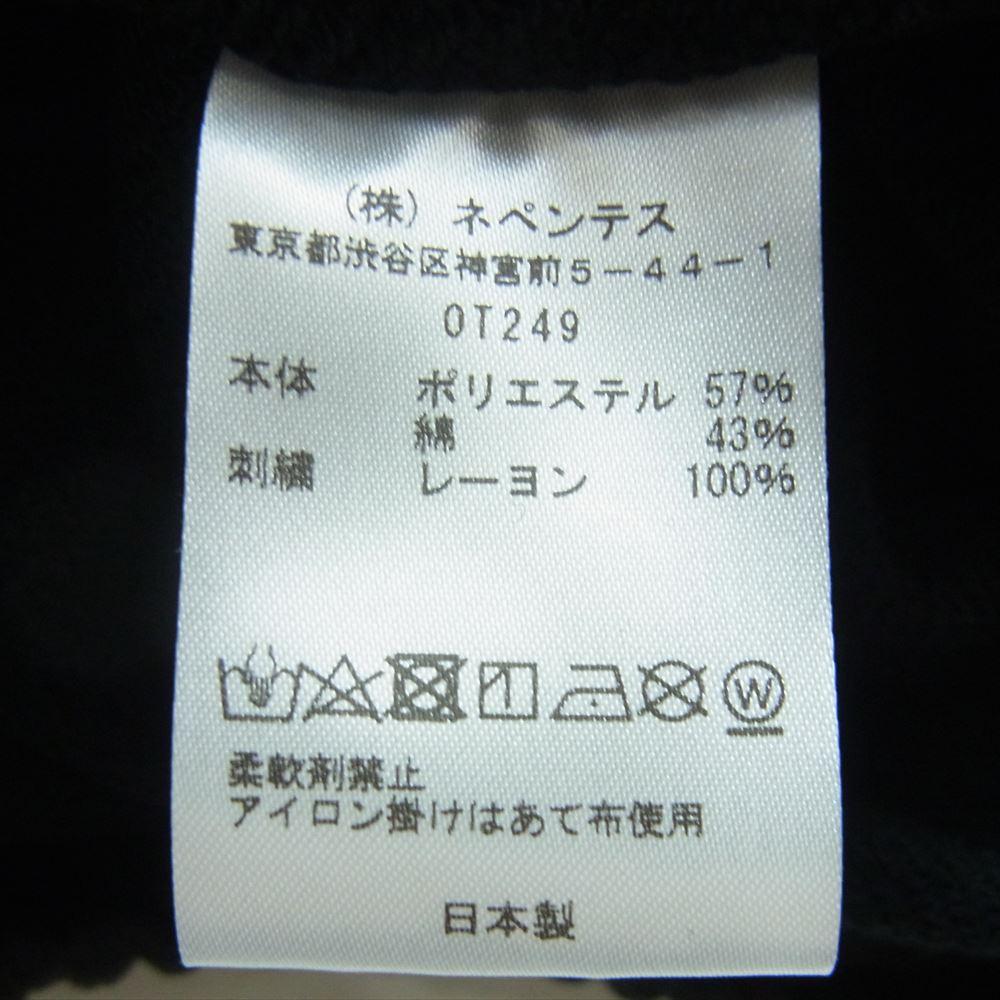 (株) ネペンテス
東京都渋谷区神宮前5-44-1
OT249
本体 ポリエステル 57%
綿 43%
刺繍 レーヨン 100%
W
柔軟剤禁止
アイロン掛けはあて布使用
日本製